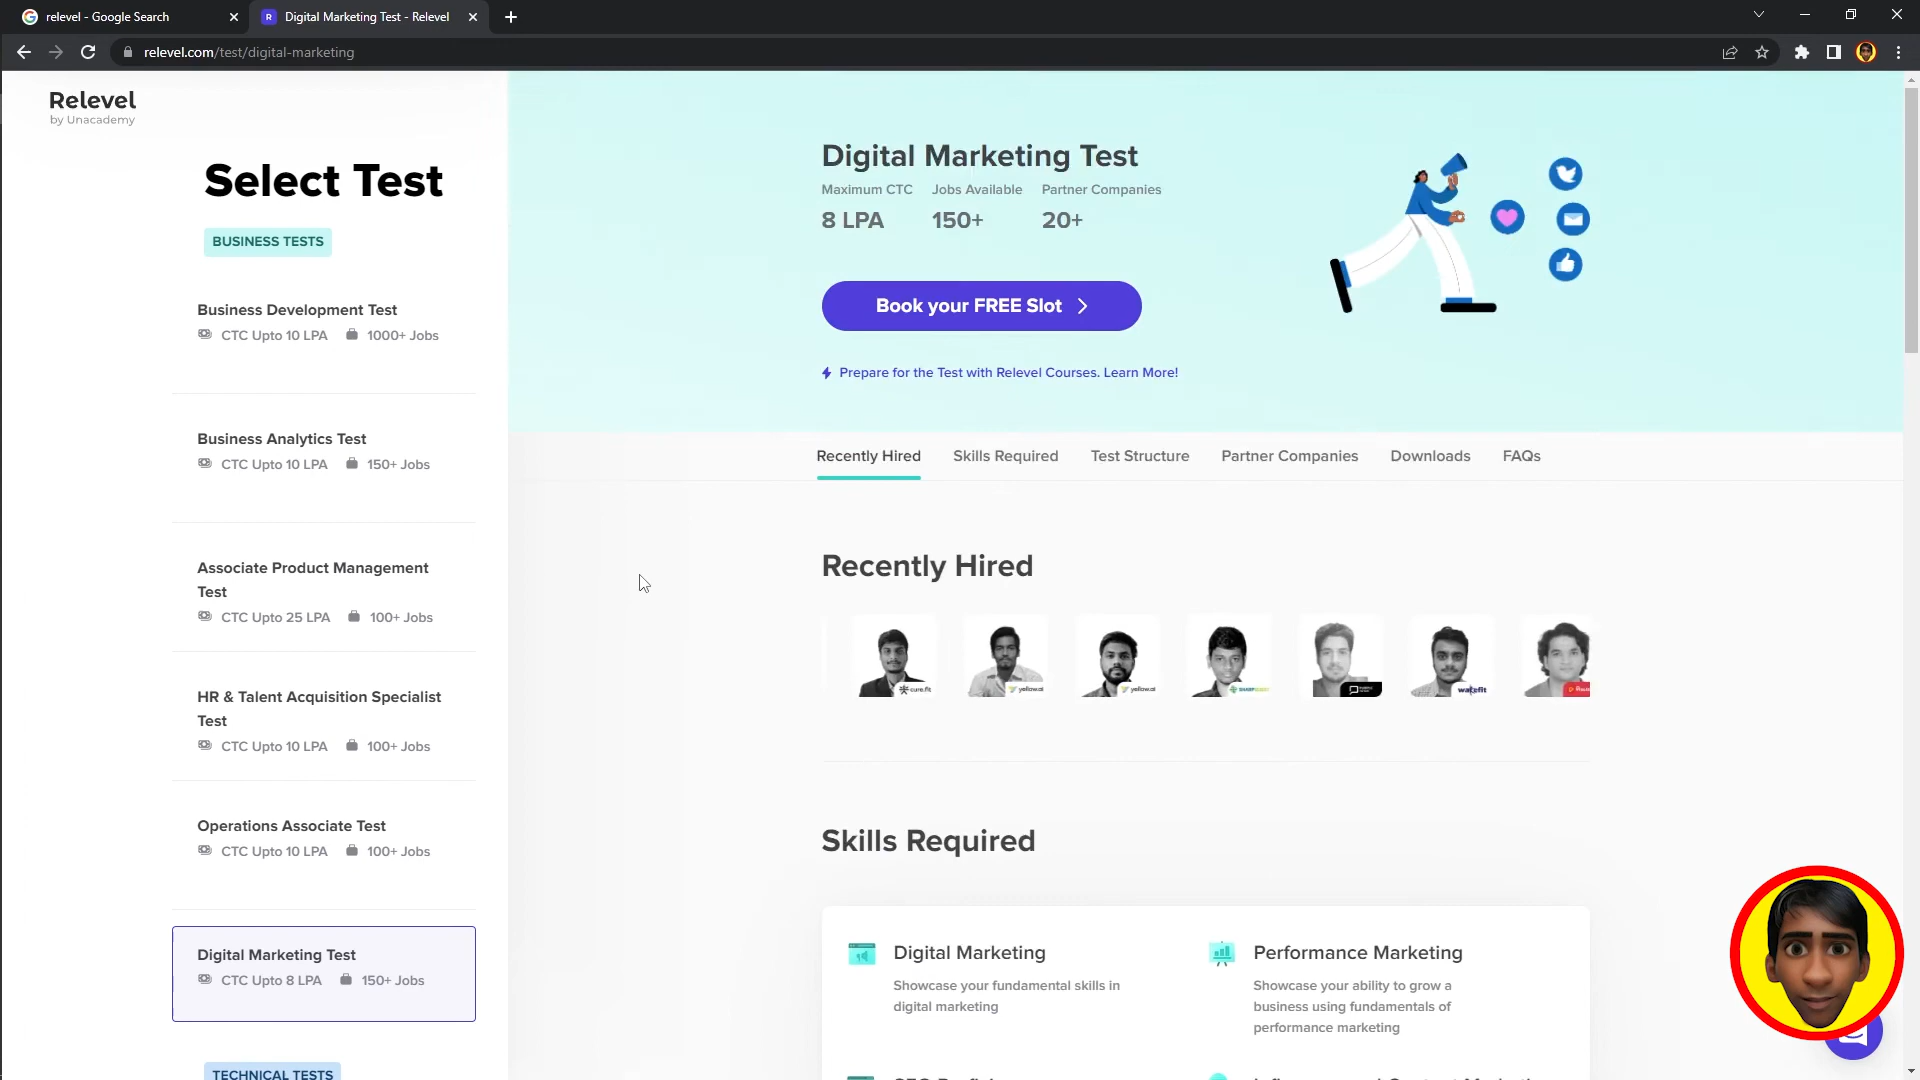 relevel - Google Search
Digital Marketing Test - Relevel
relevel.com/test/digital-marketing
Relevel
by Unacademy
Select Test
BUSINESS TESTS
Business Development Test
CTC Upto 10 LPA 1000+ Jobs
Business Analytics Test
CTC Upto 10 LPA 150+ Jobs
Associate Product Management
Test
CTC Upto 25 LPA 100+ Jobs
HR & Talent Acquisition Specialist
Test
CTC Upto 10 LPA 100+ Jobs
Operations Associate Test
CTC Upto 10 LPA 100+ Jobs
Digital Marketing Test
CTC Upto 8 LPA 150+ Jobs
TECHNICAL TESTS
Digital Marketing Test
Maximum CTC Jobs Available Partner Companies
8 LPA 150+ 20+
Book your FREE Slot
Prepare for the Test with Relevel Courses. Learn More!
Recently Hired Skills Required Test Structure Partner Companies Downloads FAQs
Recently Hired
cure.fit yellow.ai yellow.ai wakefit
Skills Required
Digital Marketing
Showcase your fundamental skills in
digital marketing
Performance Marketing
Showcase your ability to grow a
business using fundamentals of
performance marketing